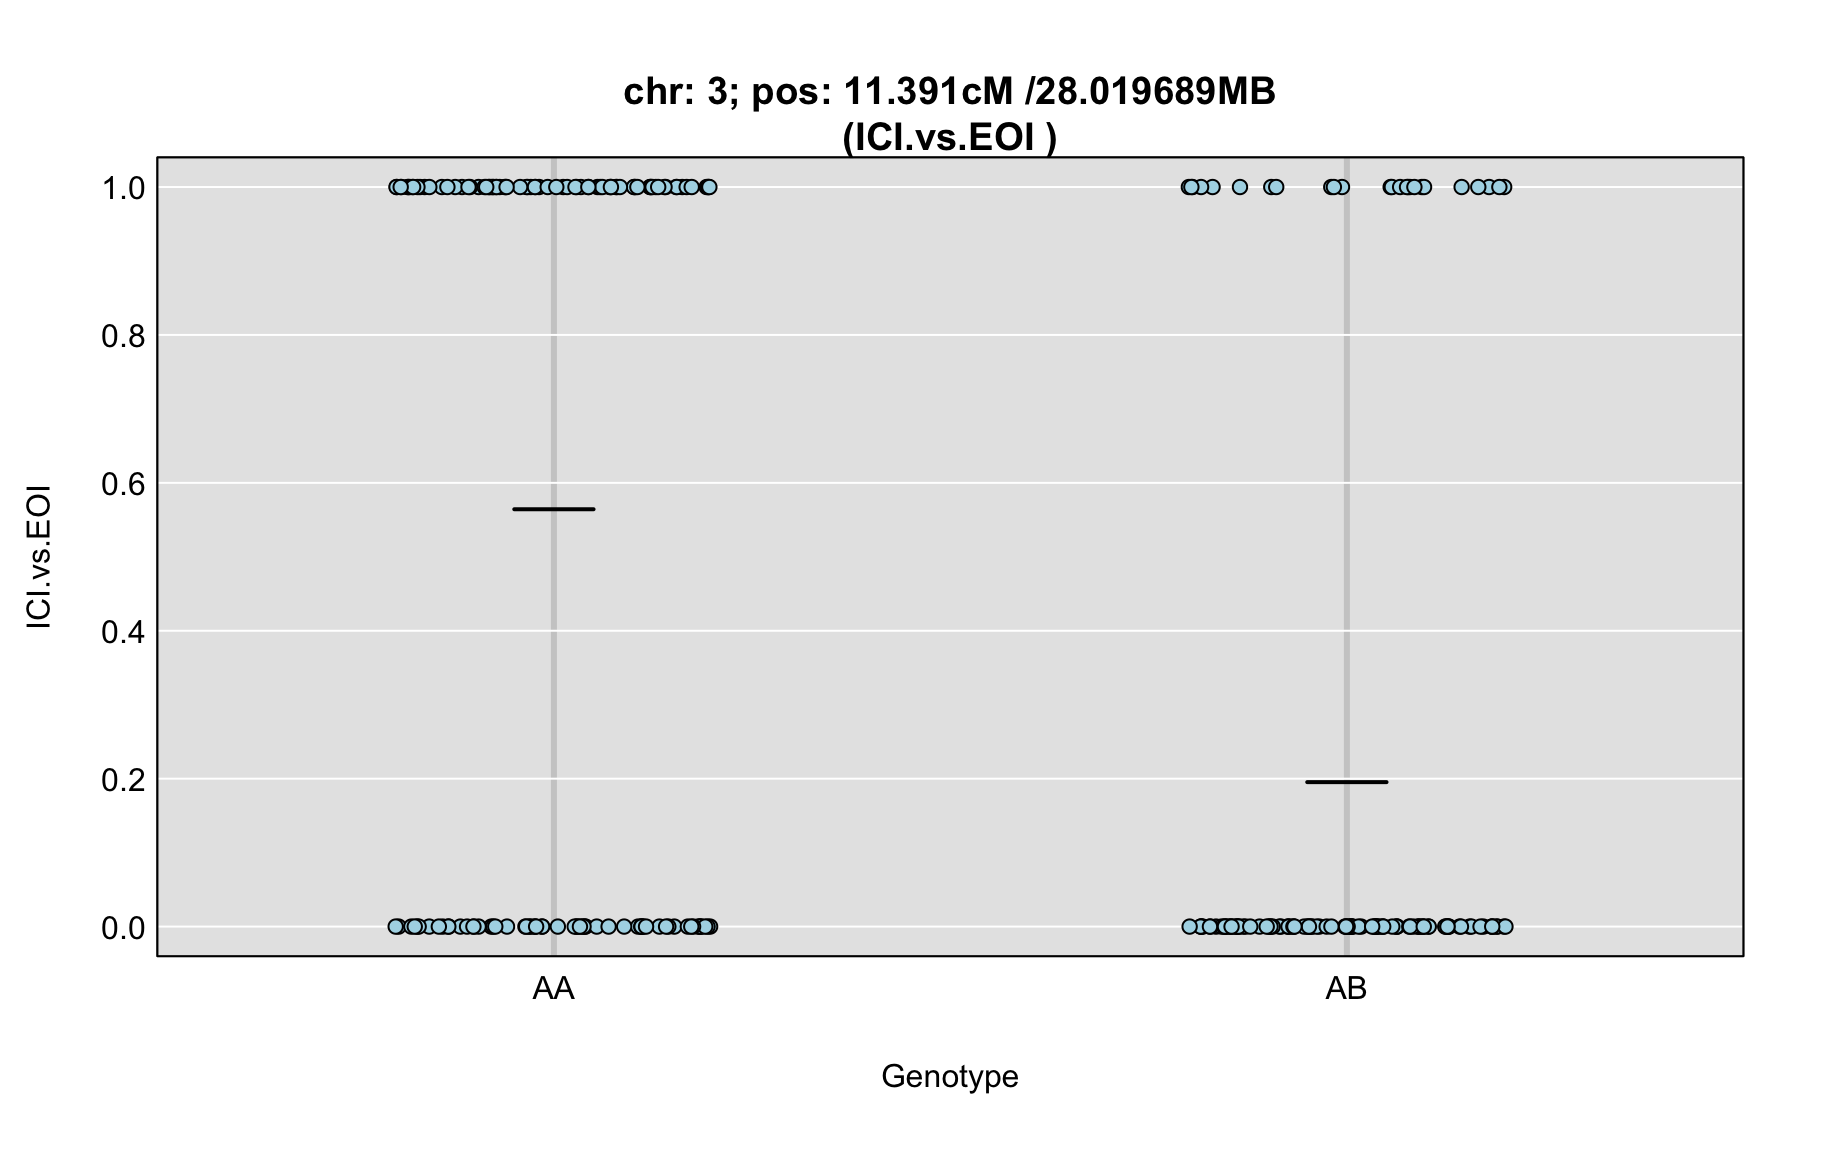 chr: 3; pos: 11.391cM /28.019689MB
(ICI.vs.EOI )
ICI.vs.EOI
1.0
0.8
0.6
0.4
0.2
0.0
AA AB
Genotype